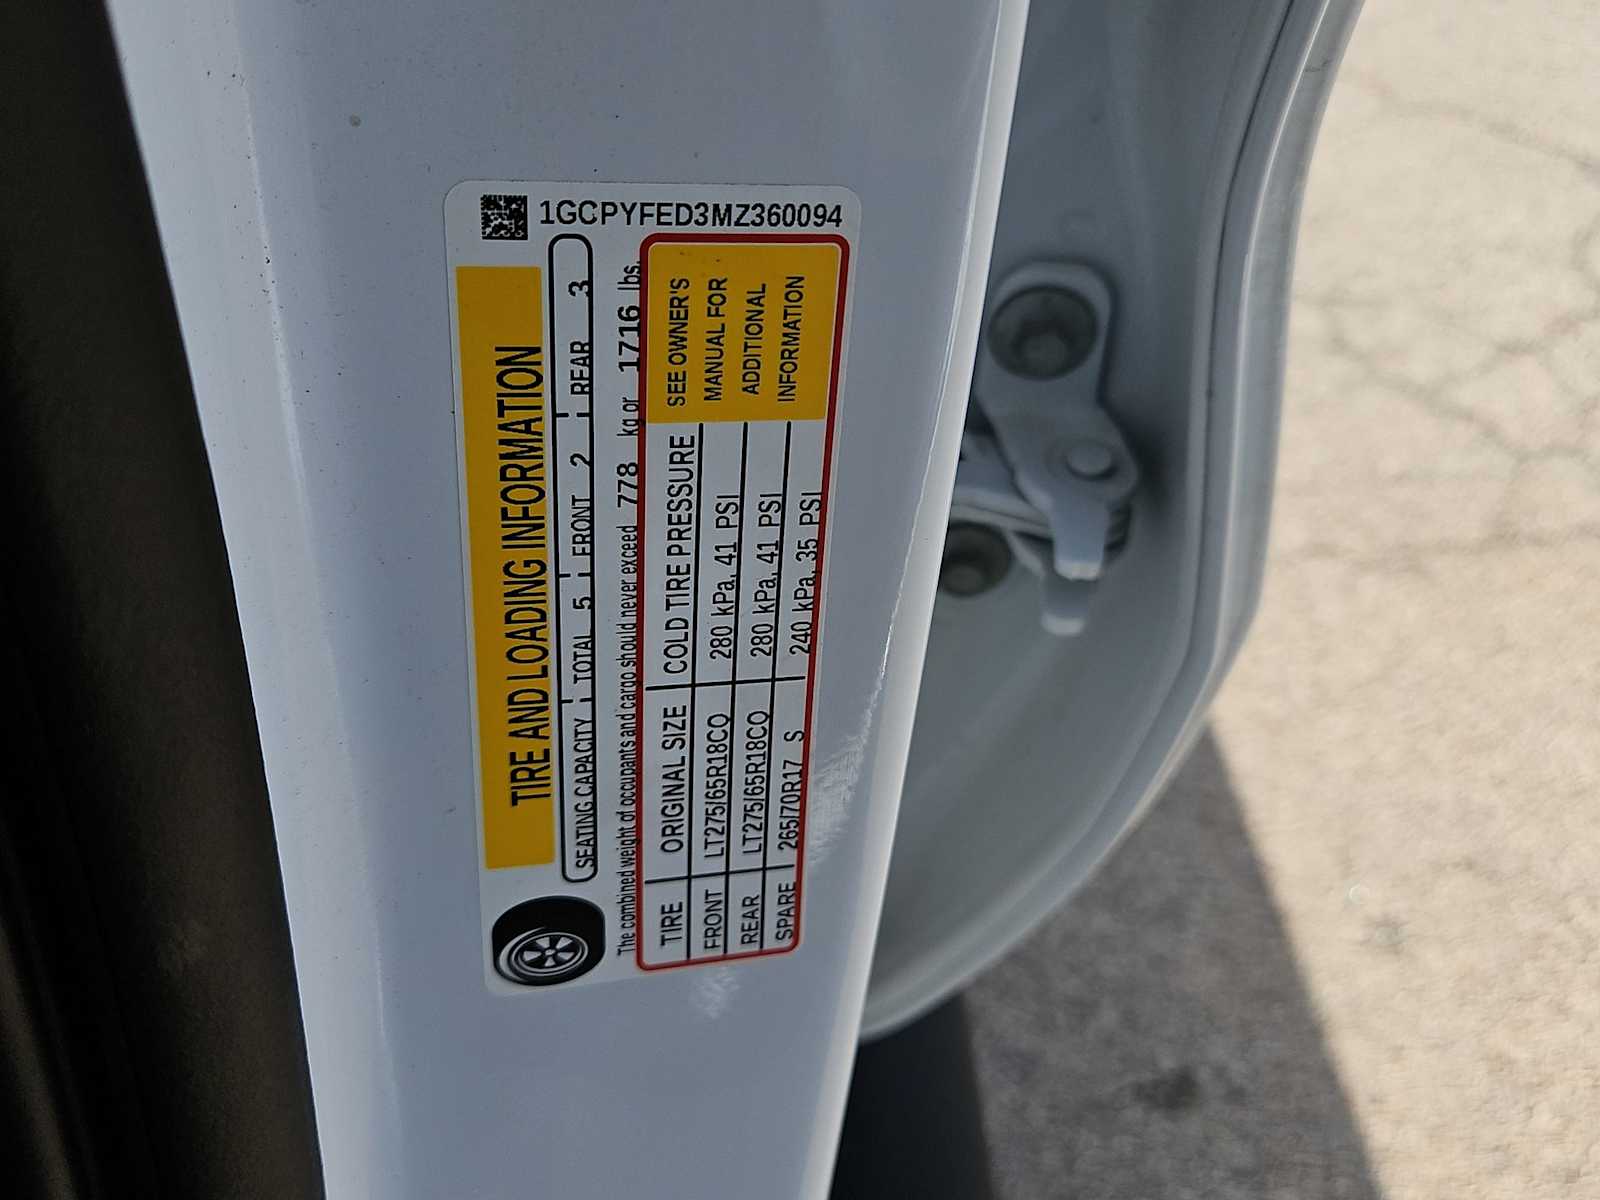 1GCPYFED3MZ360094
TIRE AND LOADING INFORMATION
SEATING CAPACITY TOTAL 5 FRONT 2 REAR 3
The combined weight of occupants and cargo should never exceed 778 kg or 1716 lbs.
TIRE ORIGINAL SIZE COLD TIRE PRESSURE
FRONT LT275/65R18CQ 280 kPa, 41 PSI
REAR LT275/65R18CQ 280 kPa, 41 PSI
SPARE 265/70R17 S 240 kPa, 35 PSI
SEE OWNER'S
MANUAL FOR
ADDITIONAL
INFORMATION